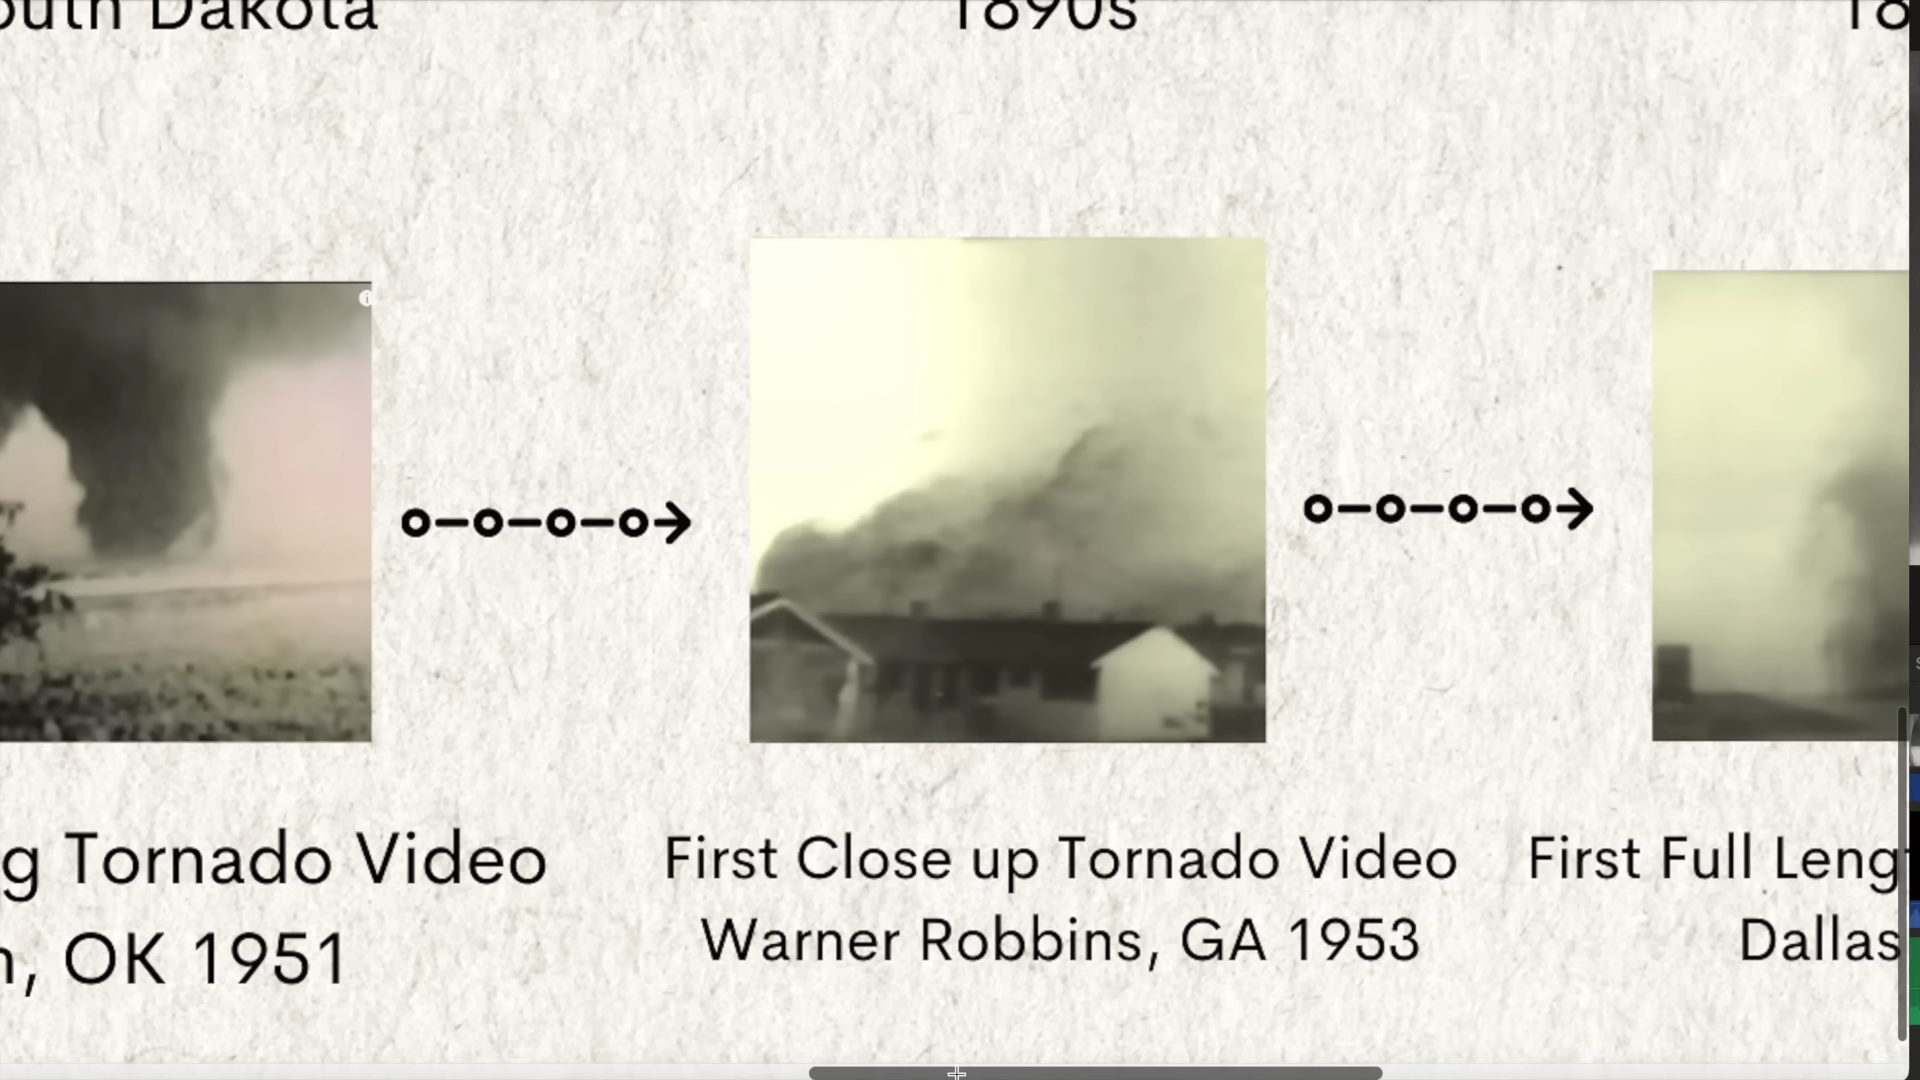 outh Dakota
1890s
18
g Tornado Video
, OK 1951
First Close up Tornado Video
Warner Robbins, GA 1953
First Full Leng
Dallas